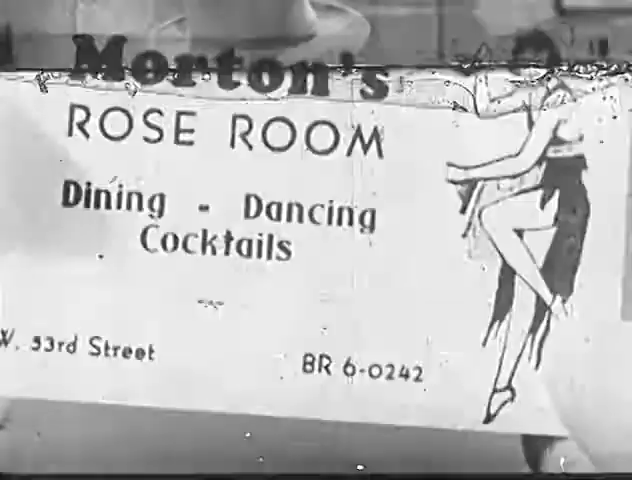 Morton's
ROSE ROOM
Dining - Dancing
Cocktails
W. 53rd Street
BR 6-0242